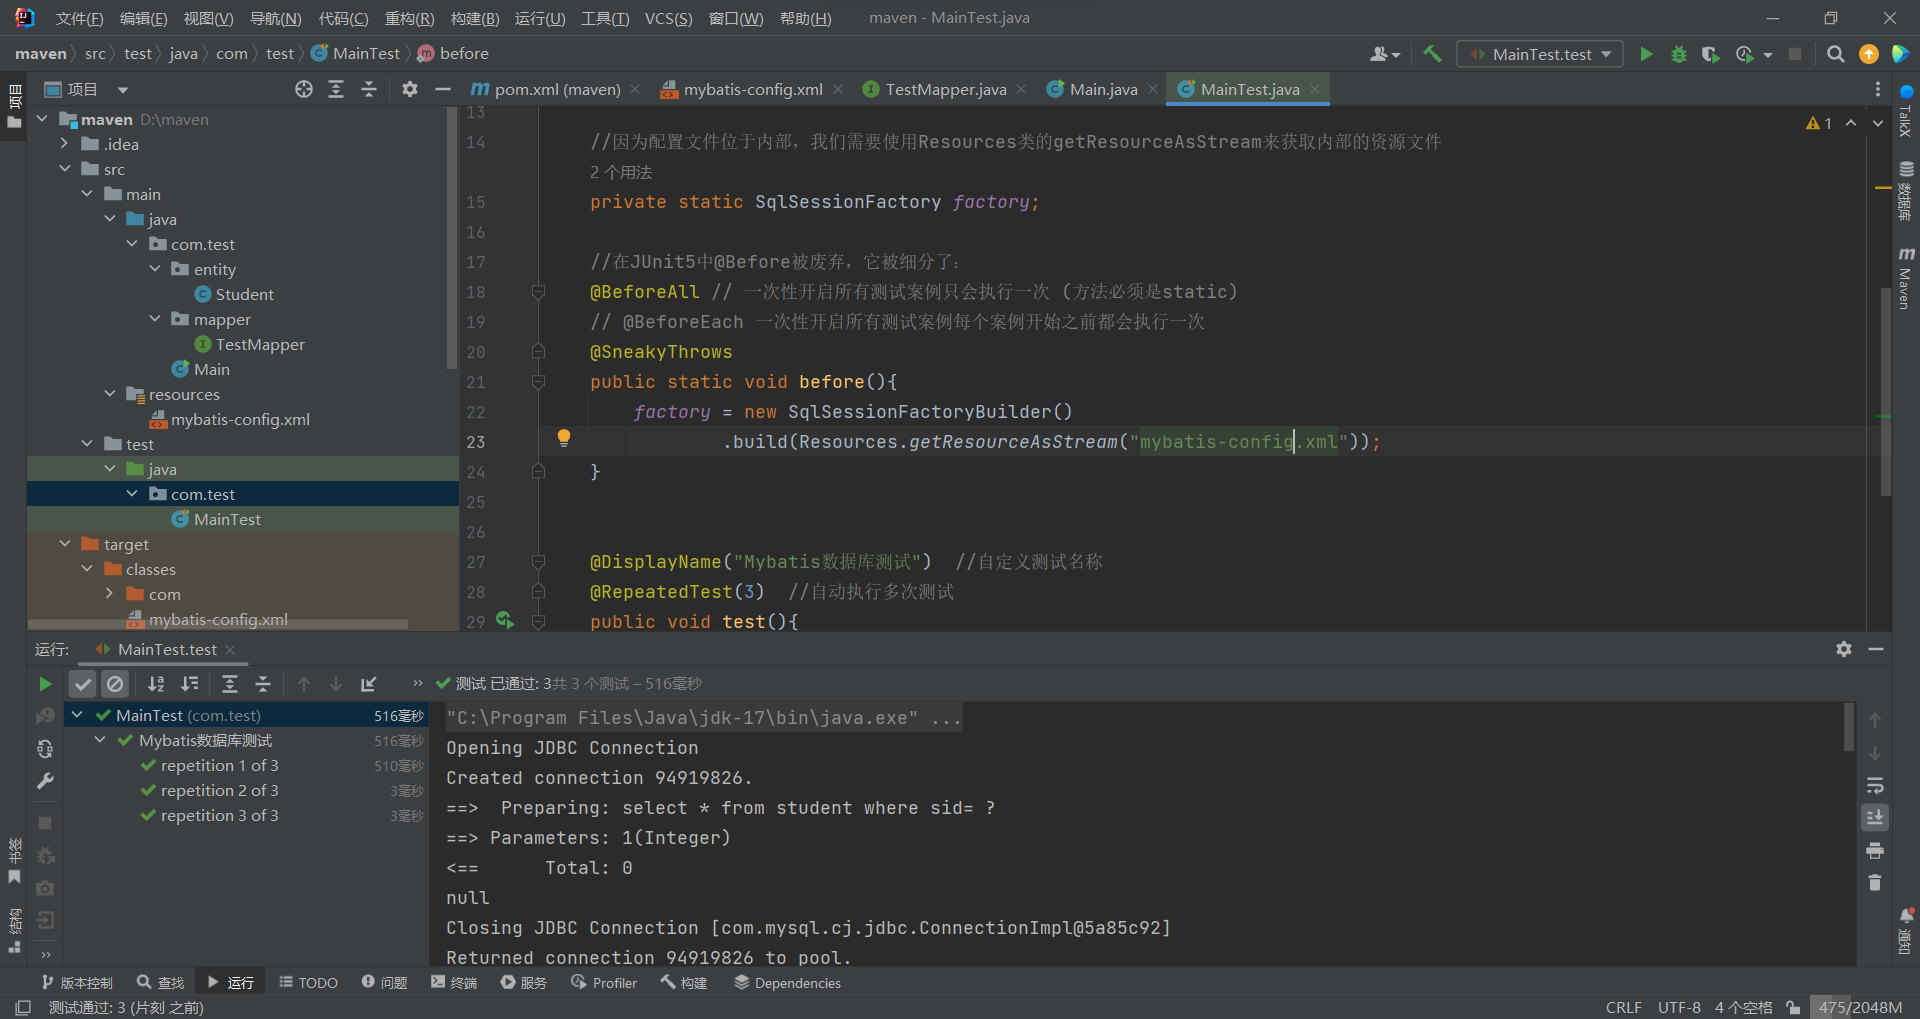 文件(F) 编辑(E) 视图(V) 导航(N) 代码(C) 重构(R) 构建(B) 运行(U) 工具(T) VCS(S) 窗口(W) 帮助(H) maven - MainTest.java
maven src test java com test MainTest before
MainTest.test
项目
pom.xml (maven) mybatis-config.xml TestMapper.java Main.java MainTest.java
项目
maven D:\maven
.idea
src
main
java
com.test
entity
Student
mapper
TestMapper
Main
resources
mybatis-config.xml
test
java
com.test
MainTest
target
classes
com
mybatis-config.xml
1
13
14 //因为配置文件位于内部，我们需要使用Resources类的getResourceAsStream来获取内部的资源文件
2 个用法
15 private static SqlSessionFactory factory;
16
17 //在JUnit5中@Before被废弃，它被细分了：
18 @BeforeAll // 一次性开启所有测试案例只会执行一次 (方法必须是static)
19 // @BeforeEach 一次性开启所有测试案例每个案例开始之前都会执行一次
20 @SneakyThrows
21 public static void before(){
22 factory = new SqlSessionFactoryBuilder()
23 .build(Resources.getResourceAsStream("mybatis-config.xml"));
24 }
25
26
27 @DisplayName("Mybatis数据库测试") //自定义测试名称
28 @RepeatedTest(3) //自动执行多次测试
29 public void test(){
TalkX
数据库
Maven
通知
运行: MainTest.test
测试 已通过: 3共 3 个测试 – 516毫秒
MainTest (com.test) 516毫秒
Mybatis数据库测试 516毫秒
repetition 1 of 3 510毫秒
repetition 2 of 3 3毫秒
repetition 3 of 3 3毫秒
"C:\Program Files\Java\jdk-17\bin\java.exe" ...
Opening JDBC Connection
Created connection 94919826.
==>  Preparing: select * from student where sid= ?
==> Parameters: 1(Integer)
<==      Total: 0
null
Closing JDBC Connection [com.mysql.cj.jdbc.ConnectionImpl@5a85c92]
Returned connection 94919826 to pool.
书签
结构
版本控制 查找 运行 TODO 问题 终端 服务 Profiler 构建 Dependencies
测试通过: 3 (片刻 之前) CRLF UTF-8 4 个空格 475/2048M